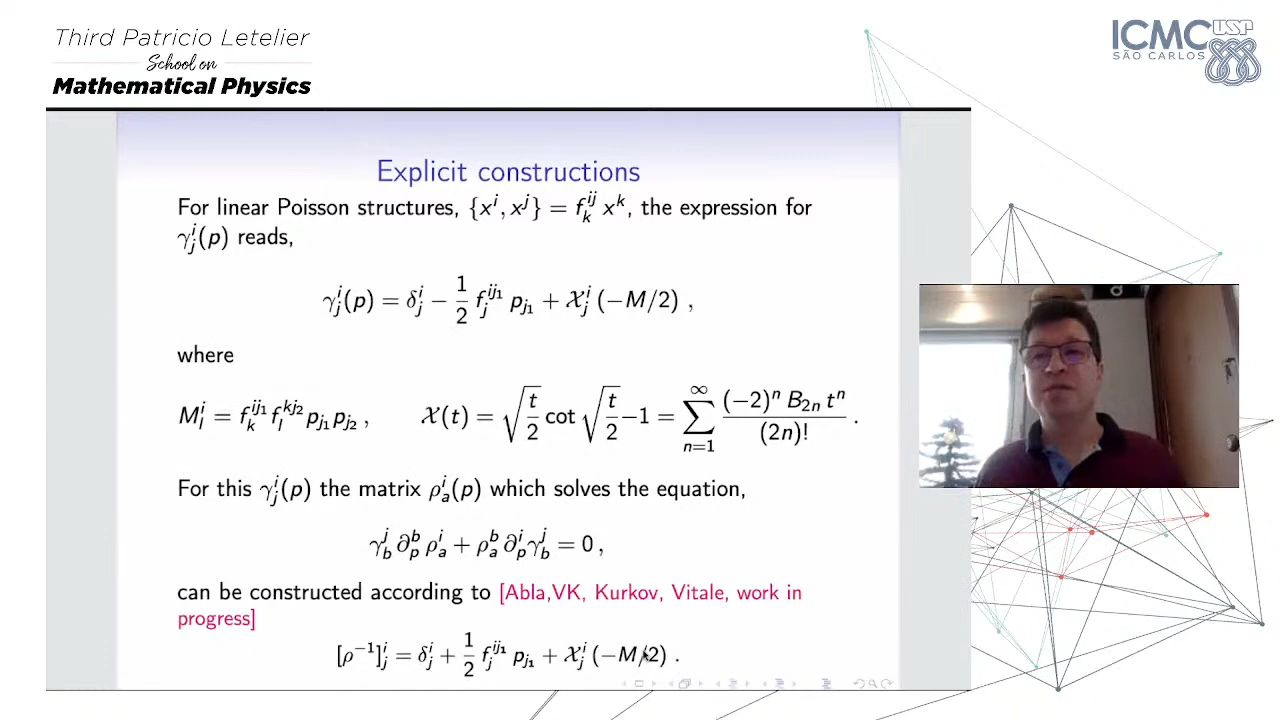 Third Patricio Letelier
School on
Mathematical Physics
ICMC USP
SÃO CARLOS
Explicit constructions
For linear Poisson structures, {x^i, x^j} = f_k^{ij} x^k, the expression for
γ_j^i(p) reads,
γ_j^i(p) = δ_j^i − 1/2 f_j^{ij_1} p_{j_1} + 𝒳_j^i (−M/2) ,
where
M_l^i = f_k^{ij_1} f_l^{kj_2} p_{j_1} p_{j_2} , 𝒳(t) = √(t/2) cot √(t/2) − 1 = ∑_{n=1}^{∞} (−2)^n B_{2n} t^n / (2n)! .
For this γ_j^i(p) the matrix ρ_a^i(p) which solves the equation,
γ_b^j ∂_p^b ρ_a^i + ρ_a^b ∂_p^i γ_b^j = 0 ,
can be constructed according to [Abla,VK, Kurkov, Vitale, work in
progress]
[ρ^{−1}]_j^i = δ_j^i + 1/2 f_j^{ij_1} p_{j_1} + 𝒳_j^i (−M/2) .